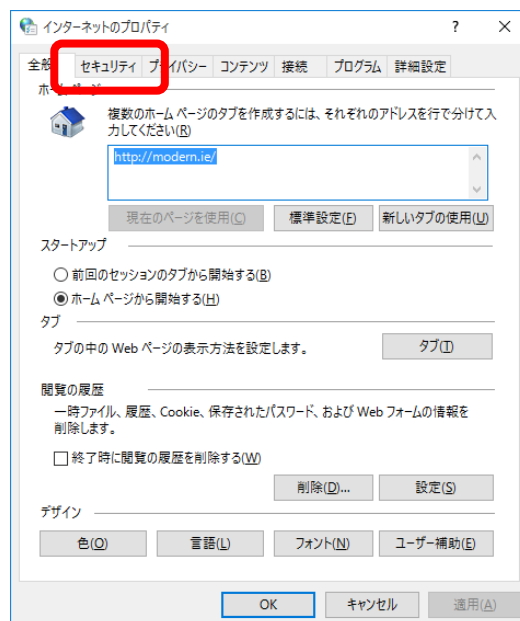 インターネットのプロパティ
全般 セキュリティ プライバシー コンテンツ 接続 プログラム 詳細設定
ホーム ページ
複数のホーム ページのタブを作成するには、それぞれのアドレスを行で分けて入
力してください(R)
http://modern.ie/
現在のページを使用(C) 標準設定(F) 新しいタブの使用(U)
スタートアップ
前回のセッションのタブから開始する(B)
ホーム ページから開始する(H)
タブ
タブの中の Web ページの表示方法を設定します。 タブ(T)
閲覧の履歴
一時ファイル、履歴、Cookie、保存されたパスワード、および Web フォームの情報を
削除します。
終了時に閲覧の履歴を削除する(W)
削除(D)... 設定(S)
デザイン
色(O) 言語(L) フォント(N) ユーザー補助(E)
OK キャンセル 適用(A)